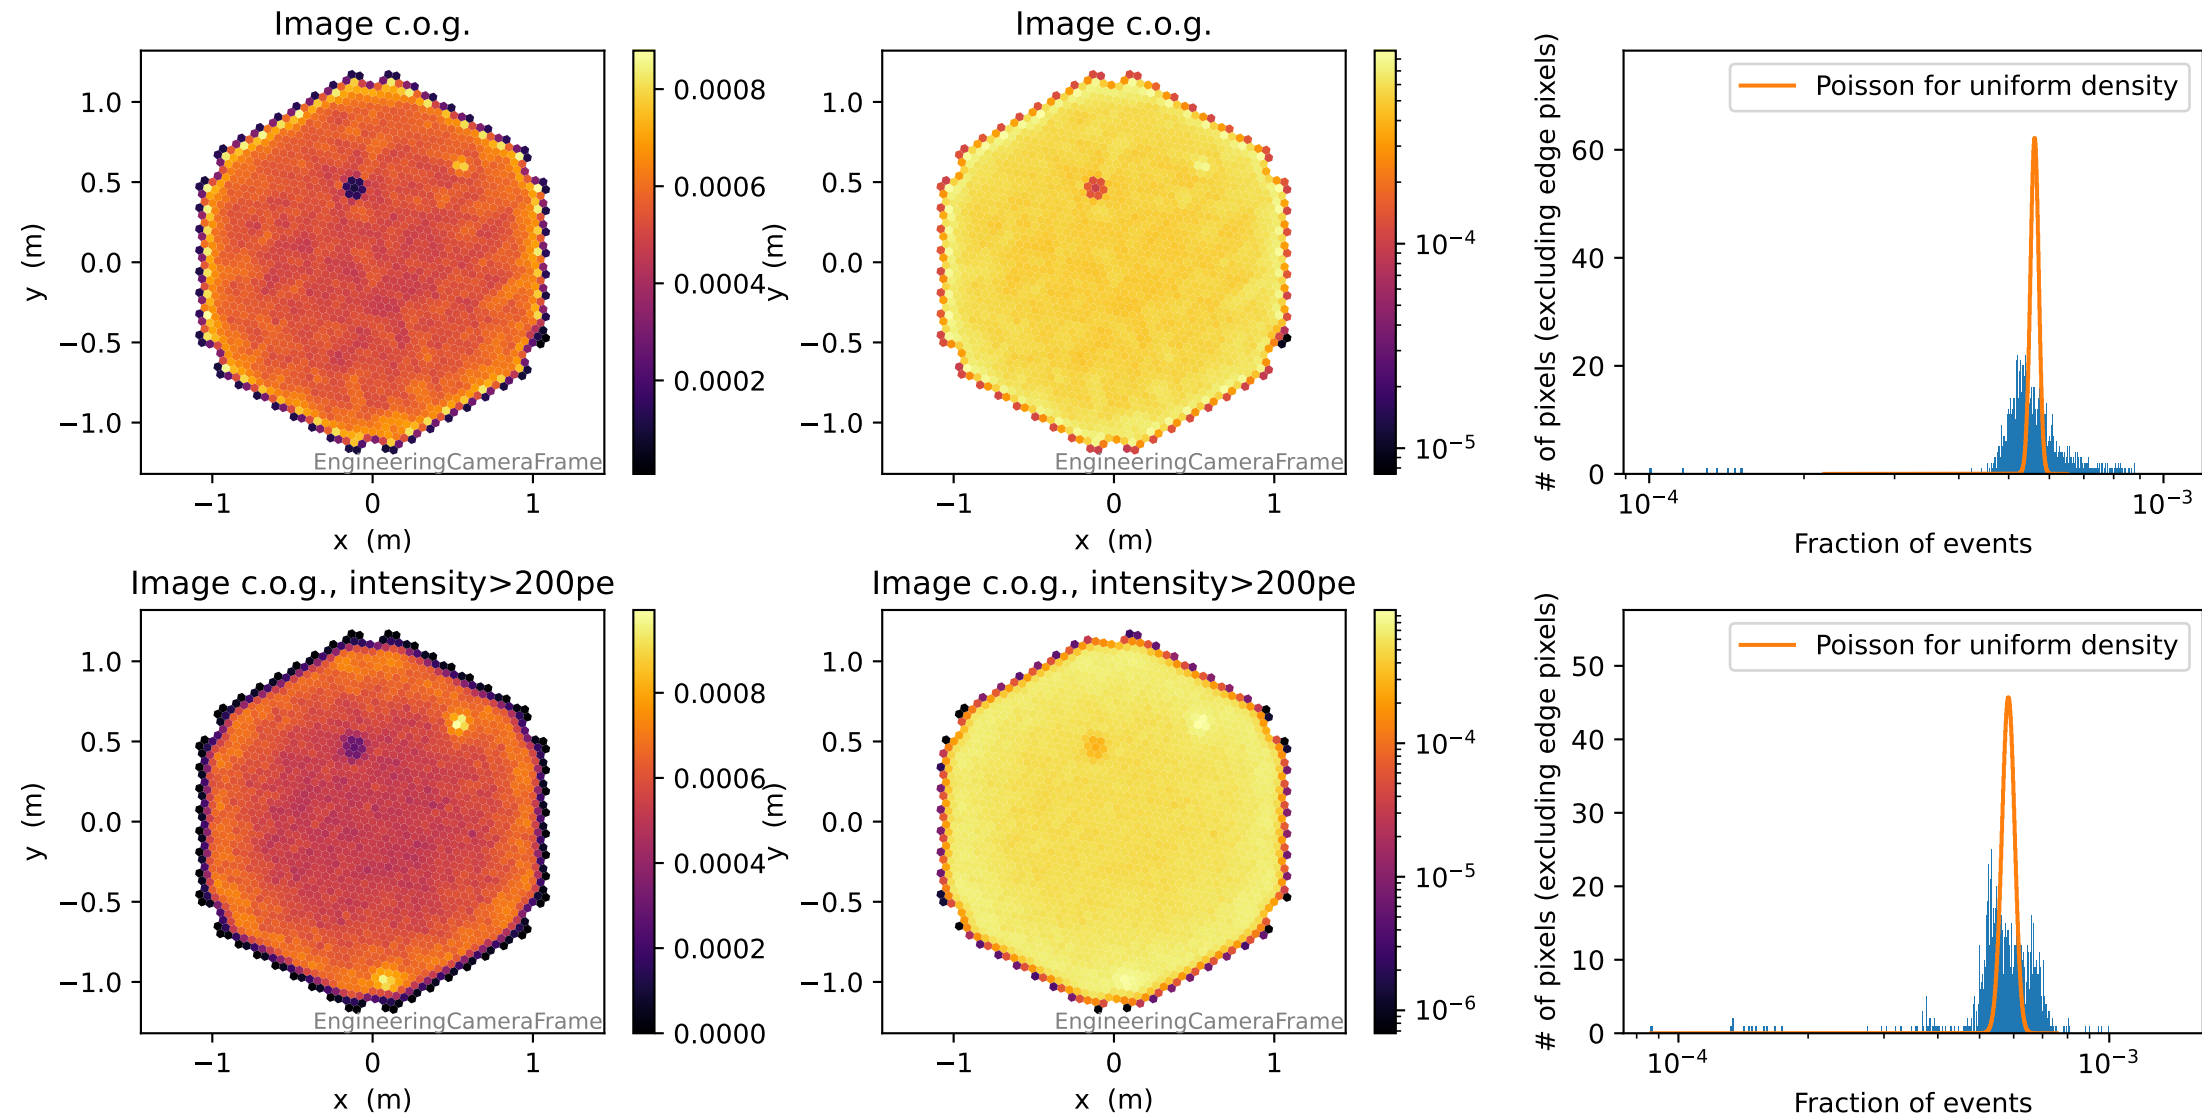 Image c.o.g.
1.0
0.5
0.0
−0.5
−1.0
y (m)
−1
0
1
x (m)
EngineeringCameraFrame
0.0008
0.0006
0.0004
0.0002
Image c.o.g.
1.0
0.5
0.0
−0.5
−1.0
y (m)
−1
0
1
x (m)
EngineeringCameraFrame
10⁻⁴
10⁻⁵
# of pixels (excluding edge pixels)
60
40
20
0
Poisson for uniform density
10⁻⁴
10⁻³
Fraction of events
Image c.o.g., intensity>200pe
1.0
0.5
0.0
−0.5
−1.0
y (m)
−1
0
1
x (m)
EngineeringCameraFrame
0.0008
0.0006
0.0004
0.0002
0.0000
Image c.o.g., intensity>200pe
1.0
0.5
0.0
−0.5
−1.0
y (m)
−1
0
1
x (m)
EngineeringCameraFrame
10⁻⁴
10⁻⁵
10⁻⁶
# of pixels (excluding edge pixels)
50
40
30
20
10
0
Poisson for uniform density
10⁻⁴
10⁻³
Fraction of events